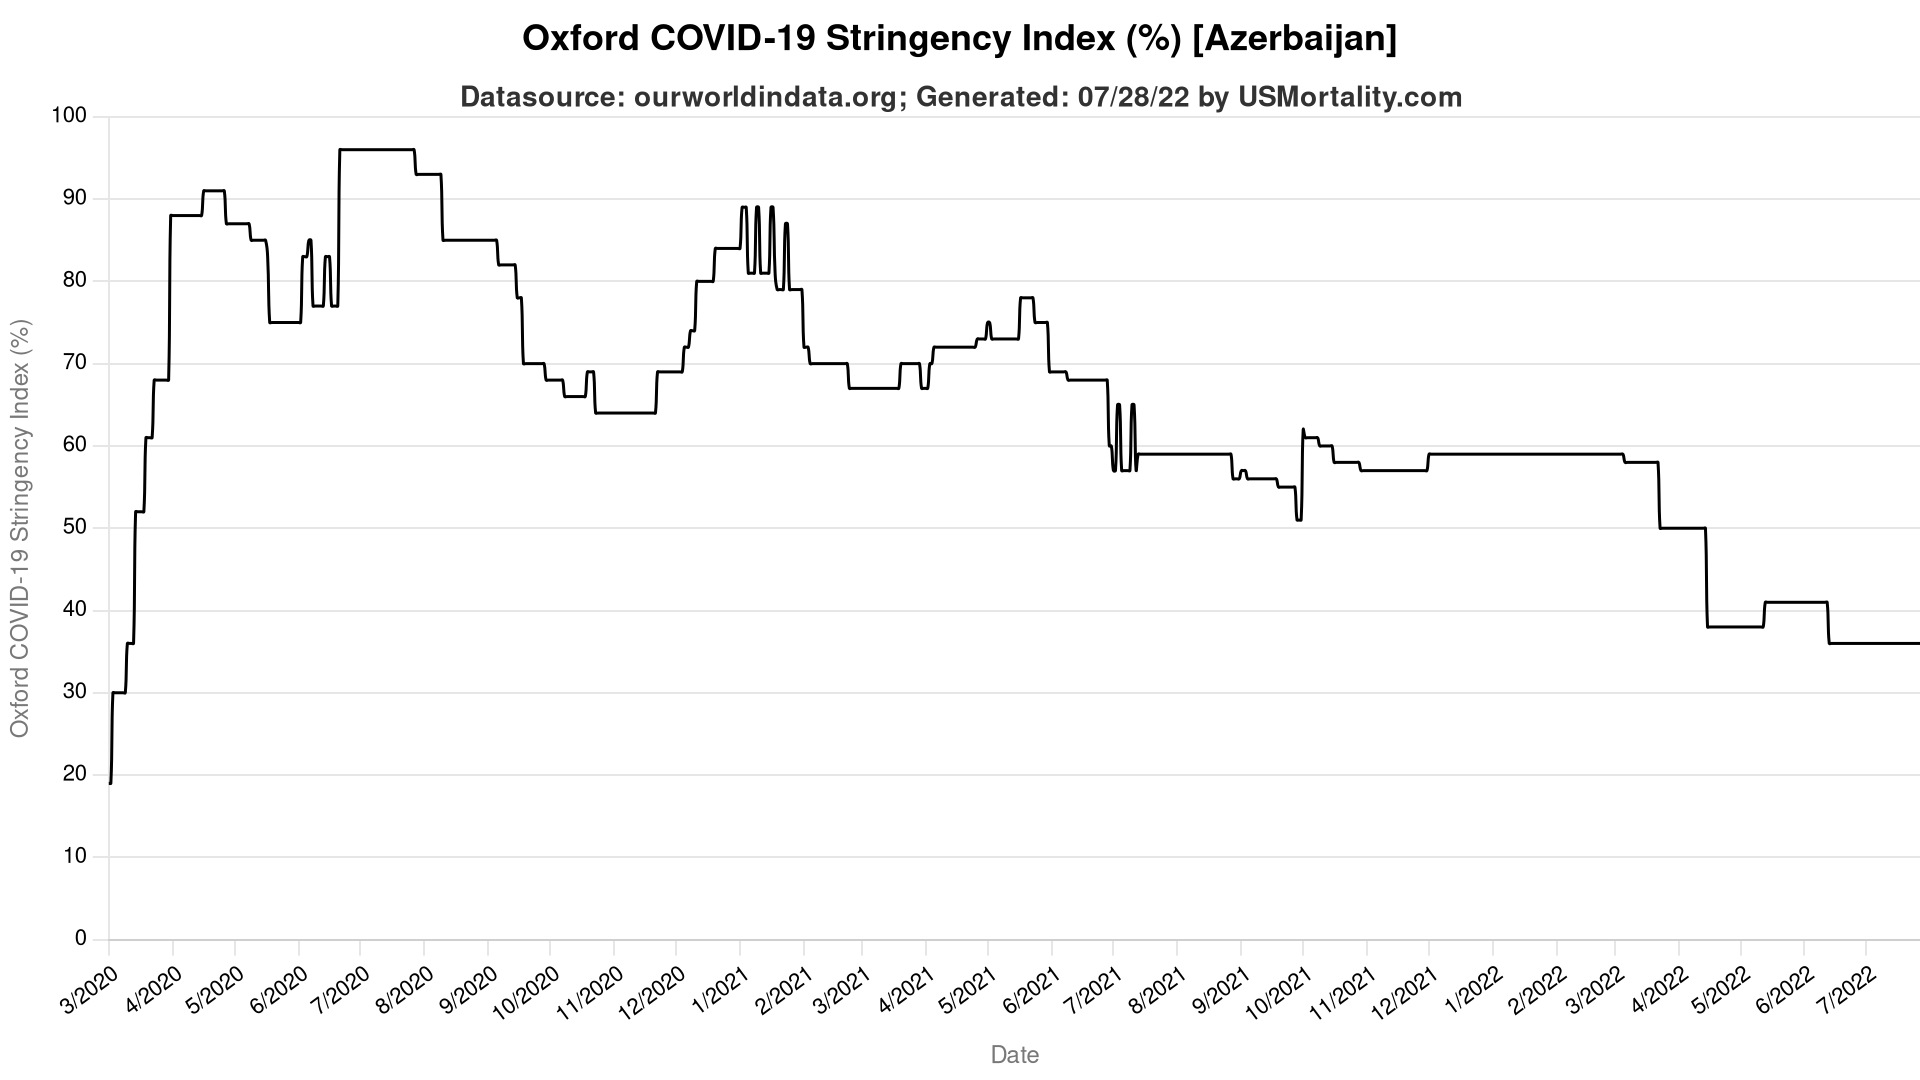 Oxford COVID-19 Stringency Index (%) [Azerbaijan]
Datasource: ourworldindata.org; Generated: 07/28/22 by USMortality.com
Oxford COVID-19 Stringency Index (%)
100
90
80
70
60
50
40
30
20
10
0
3/2020 4/2020 5/2020 6/2020 7/2020 8/2020 9/2020 10/2020 11/2020 12/2020 1/2021 2/2021 3/2021 4/2021 5/2021 6/2021 7/2021 8/2021 9/2021 10/2021 11/2021 12/2021 1/2022 2/2022 3/2022 4/2022 5/2022 6/2022 7/2022
Date